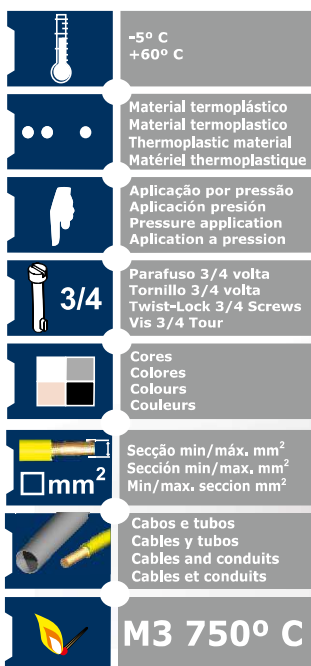 -5º C
+60º C
Material termoplástico
Material termoplastico
Thermoplastic material
Matériel thermoplastique
Aplicação por pressão
Aplicación presión
Pressure application
Aplication a pression
3/4
Parafuso 3/4 volta
Tornillo 3/4 volta
Twist-Lock 3/4 Screws
Vis 3/4 Tour
Cores
Colores
Colours
Couleurs
mm²
Secção min/máx. mm²
Sección min/max. mm²
Min/max. seccion mm²
Cabos e tubos
Cables y tubos
Cables and conduits
Cables et conduits
M3 750º C